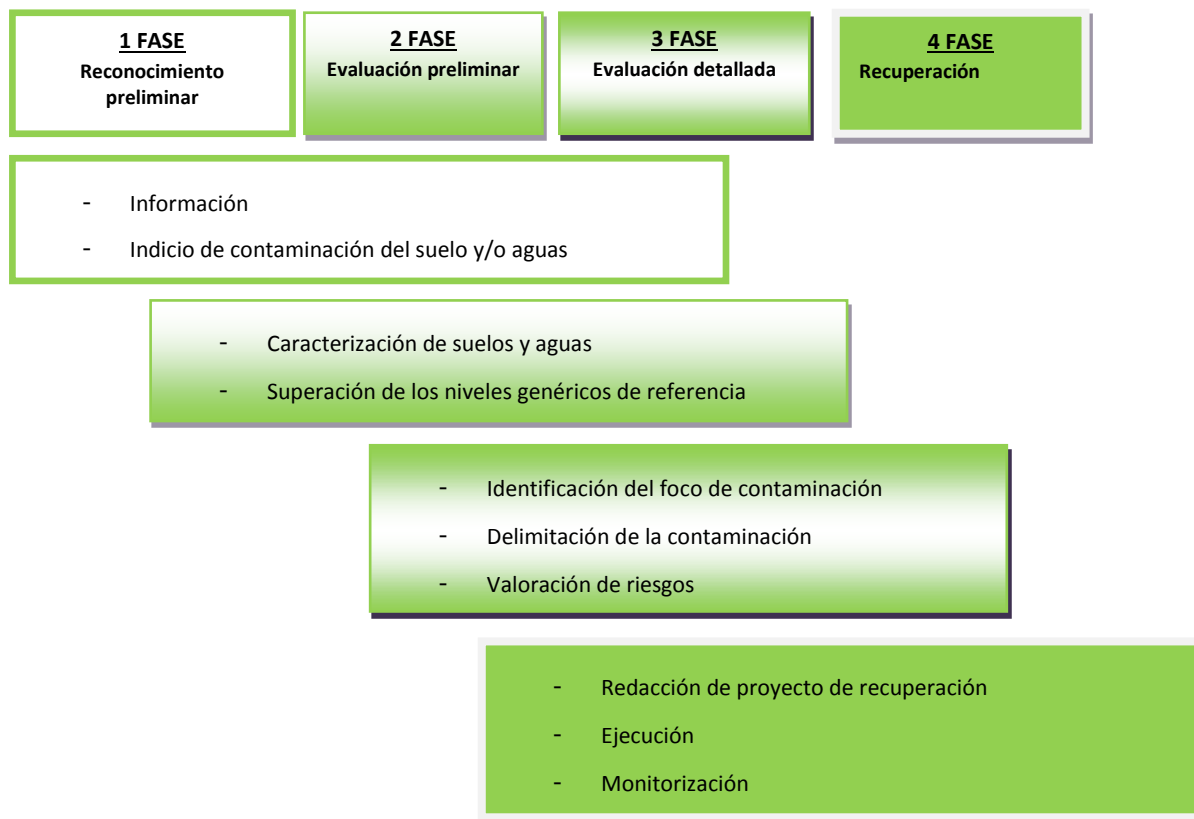 1 FASE
Reconocimiento
preliminar
2 FASE
Evaluación preliminar
3 FASE
Evaluación detallada
4 FASE
Recuperación
- Información
- Indicio de contaminación del suelo y/o aguas
- Caracterización de suelos y aguas
- Superación de los niveles genéricos de referencia
- Identificación del foco de contaminación
- Delimitación de la contaminación
- Valoración de riesgos
- Redacción de proyecto de recuperación
- Ejecución
- Monitorización